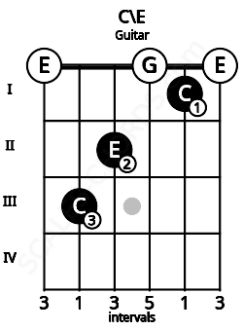 C\E
Guitar
E G E
I C 1
II E 2
III C 3
IV
3 1 3 5 1 3
intervals